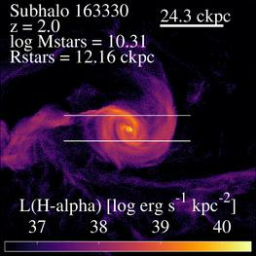 Subhalo 163330
z = 2.0
log Mstars = 10.31
Rstars = 12.16 ckpc
24.3 ckpc
L(H-alpha) [log erg s⁻¹ kpc⁻²]
37 38 39 40